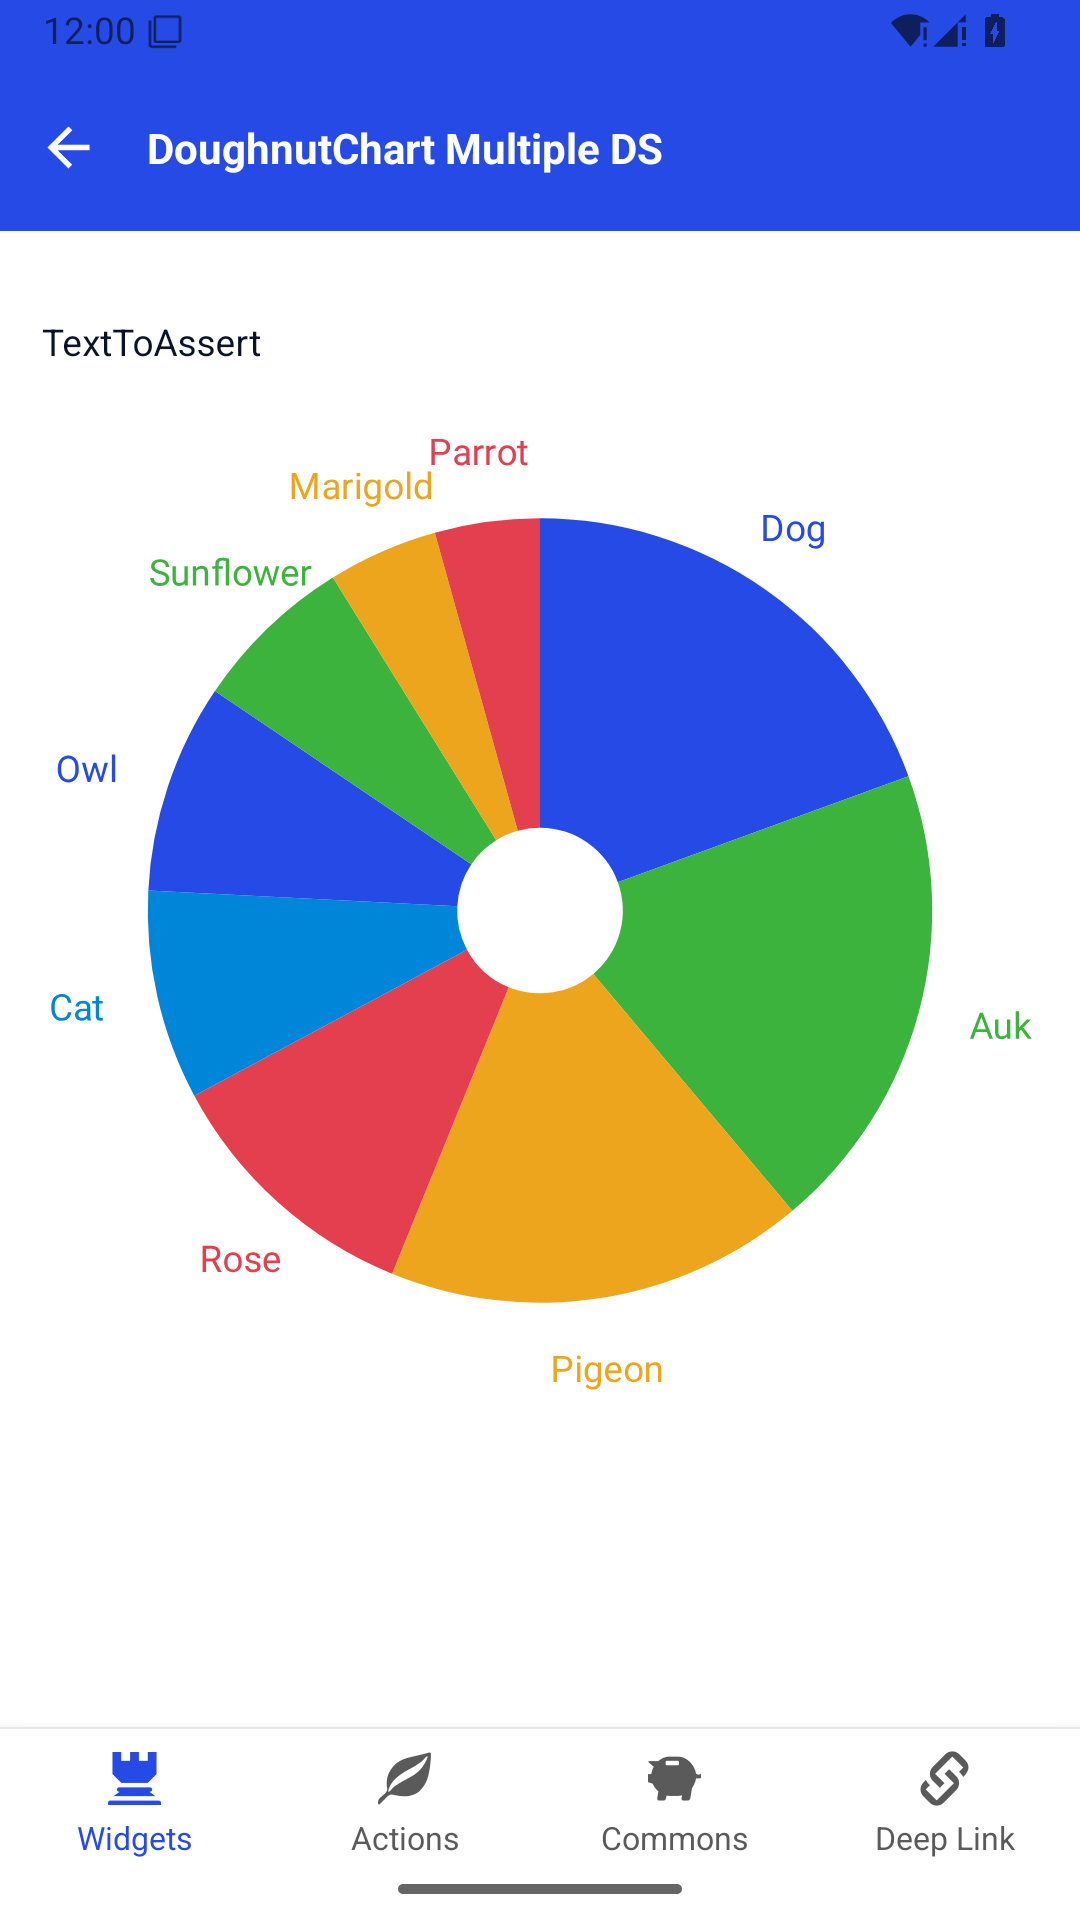 12:00
DoughnutChart Multiple DS
TextToAssert
Parrot
Marigold
Dog
Sunflower
Owl
Cat
Auk
Rose
Pigeon
Widgets
Actions
Commons
Deep Link